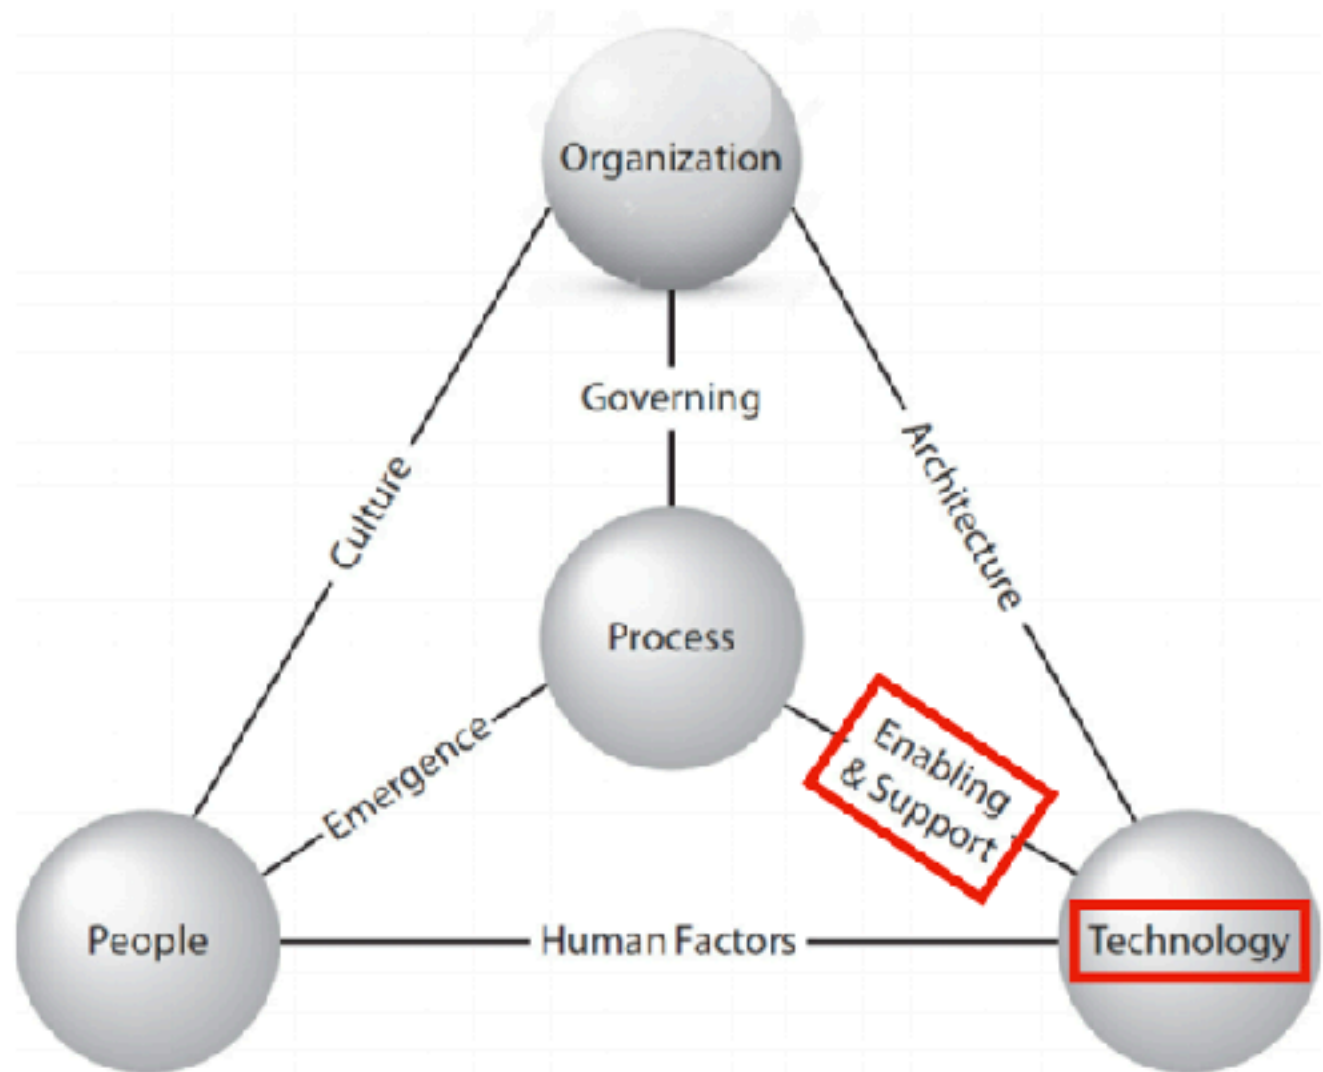 Organization
Governing
Culture
Architecture
Process
Emergence
Enabling
& Support
People
Human Factors
Technology